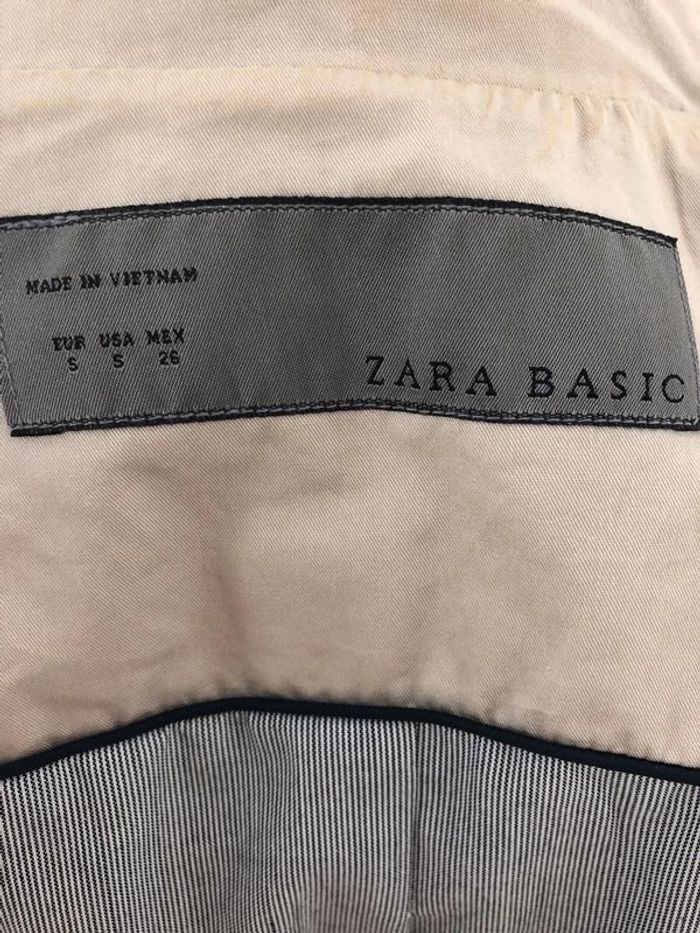 MADE IN VIETNAM
EUR USA MEX
S S 26
ZARA BASIC